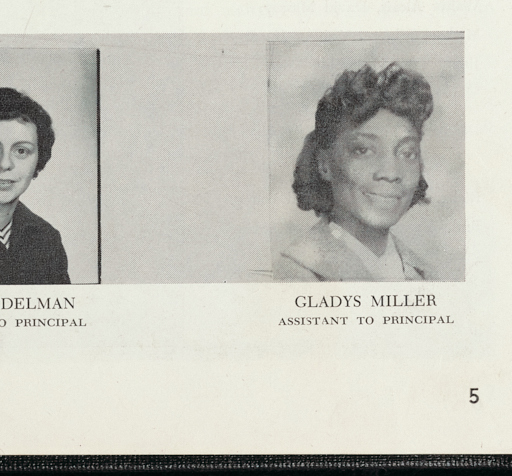 DELMAN
O PRINCIPAL
GLADYS MILLER
ASSISTANT TO PRINCIPAL
5